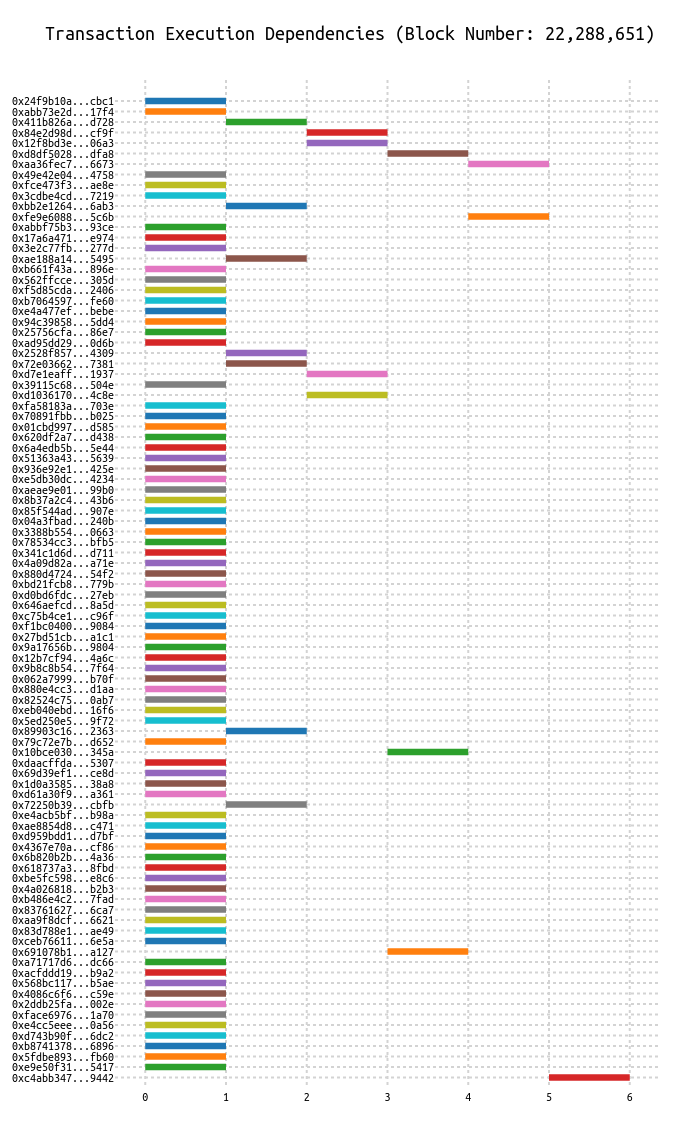 Transaction Execution Dependencies (Block Number: 22,288,651)
0x24f9b10a...cbc1
0xabb73e2d...17f4
0x411b826a...d728
0x84e2d98d...cf9f
0x12f8bd3e...06a3
0xd8df5028...dfa8
0xaa36fec7...6673
0x49e42e04...4758
0xfce473f3...ae8e
0x3cdbe4cd...7219
0xbb2e1264...6ab3
0xfe9e6088...5c6b
0xabbf75b3...93ce
0x17a6a471...e974
0x3e2c77fb...277d
0xae188a14...5495
0xb661f43a...896e
0x562ffcce...305d
0xf5d85cda...2406
0xb7064597...fe60
0xe4a477ef...bebe
0x94c39858...5dd4
0x25756cfa...86e7
0xad95dd29...0d6b
0x2528f857...4309
0x72e03662...7381
0xd7e1eaff...1937
0x39115c68...504e
0xd1036170...4c8e
0xfa58183a...703e
0x70891fbb...b025
0x01cbd997...d585
0x620df2a7...d438
0x6a4edb5b...5e44
0x51363a43...5639
0x936e92e1...425e
0xe5db30dc...4234
0xaeae9e01...99b0
0x8b37a2c4...43b6
0x85f544ad...907e
0x04a3fbad...240b
0x3388b554...0663
0x78534cc3...bfb5
0x341c1d6d...d711
0x4a09d82a...a71e
0x880d4724...54f2
0xbd21fcb8...779b
0xd0bd6fdc...27eb
0x646aefcd...8a5d
0xc75b4ce1...c96f
0xf1bc0400...9084
0x27bd51cb...a1c1
0x9a17656b...9804
0x12b7cf94...4a6c
0x9b8c8b54...7f64
0x062a7999...b70f
0x880e4cc3...d1aa
0x82524c75...0ab7
0xeb040ebd...16f6
0x5ed250e5...9f72
0x89903c16...2363
0x79c72e7b...d652
0x10bce030...345a
0xdaacffda...5307
0x69d39ef1...ce8d
0x1d0a3585...38a8
0xd61a30f9...a361
0x72250b39...cbfb
0xe4acb5bf...b98a
0xae8854d8...c471
0xd959bdd1...d7bf
0x4367e70a...cf86
0x6b820b2b...4a36
0x618737a3...8fbd
0xbe5fc598...e8c6
0x4a026818...b2b3
0xb486e4c2...7fad
0x83761627...6ca7
0xaa9f8dcf...6621
0x83d788e1...ae49
0xceb76611...6e5a
0x691078b1...a127
0xa71717d6...dc66
0xacfddd19...b9a2
0x568bc117...b5ae
0x4086c6f6...c59e
0x2ddb25fa...002e
0xface6976...1a70
0xe4cc5eee...0a56
0xd743b90f...6dc2
0xb8741378...6896
0x5fdbe893...fb60
0xe9e50f31...5417
0xc4abb347...9442
0 1 2 3 4 5 6